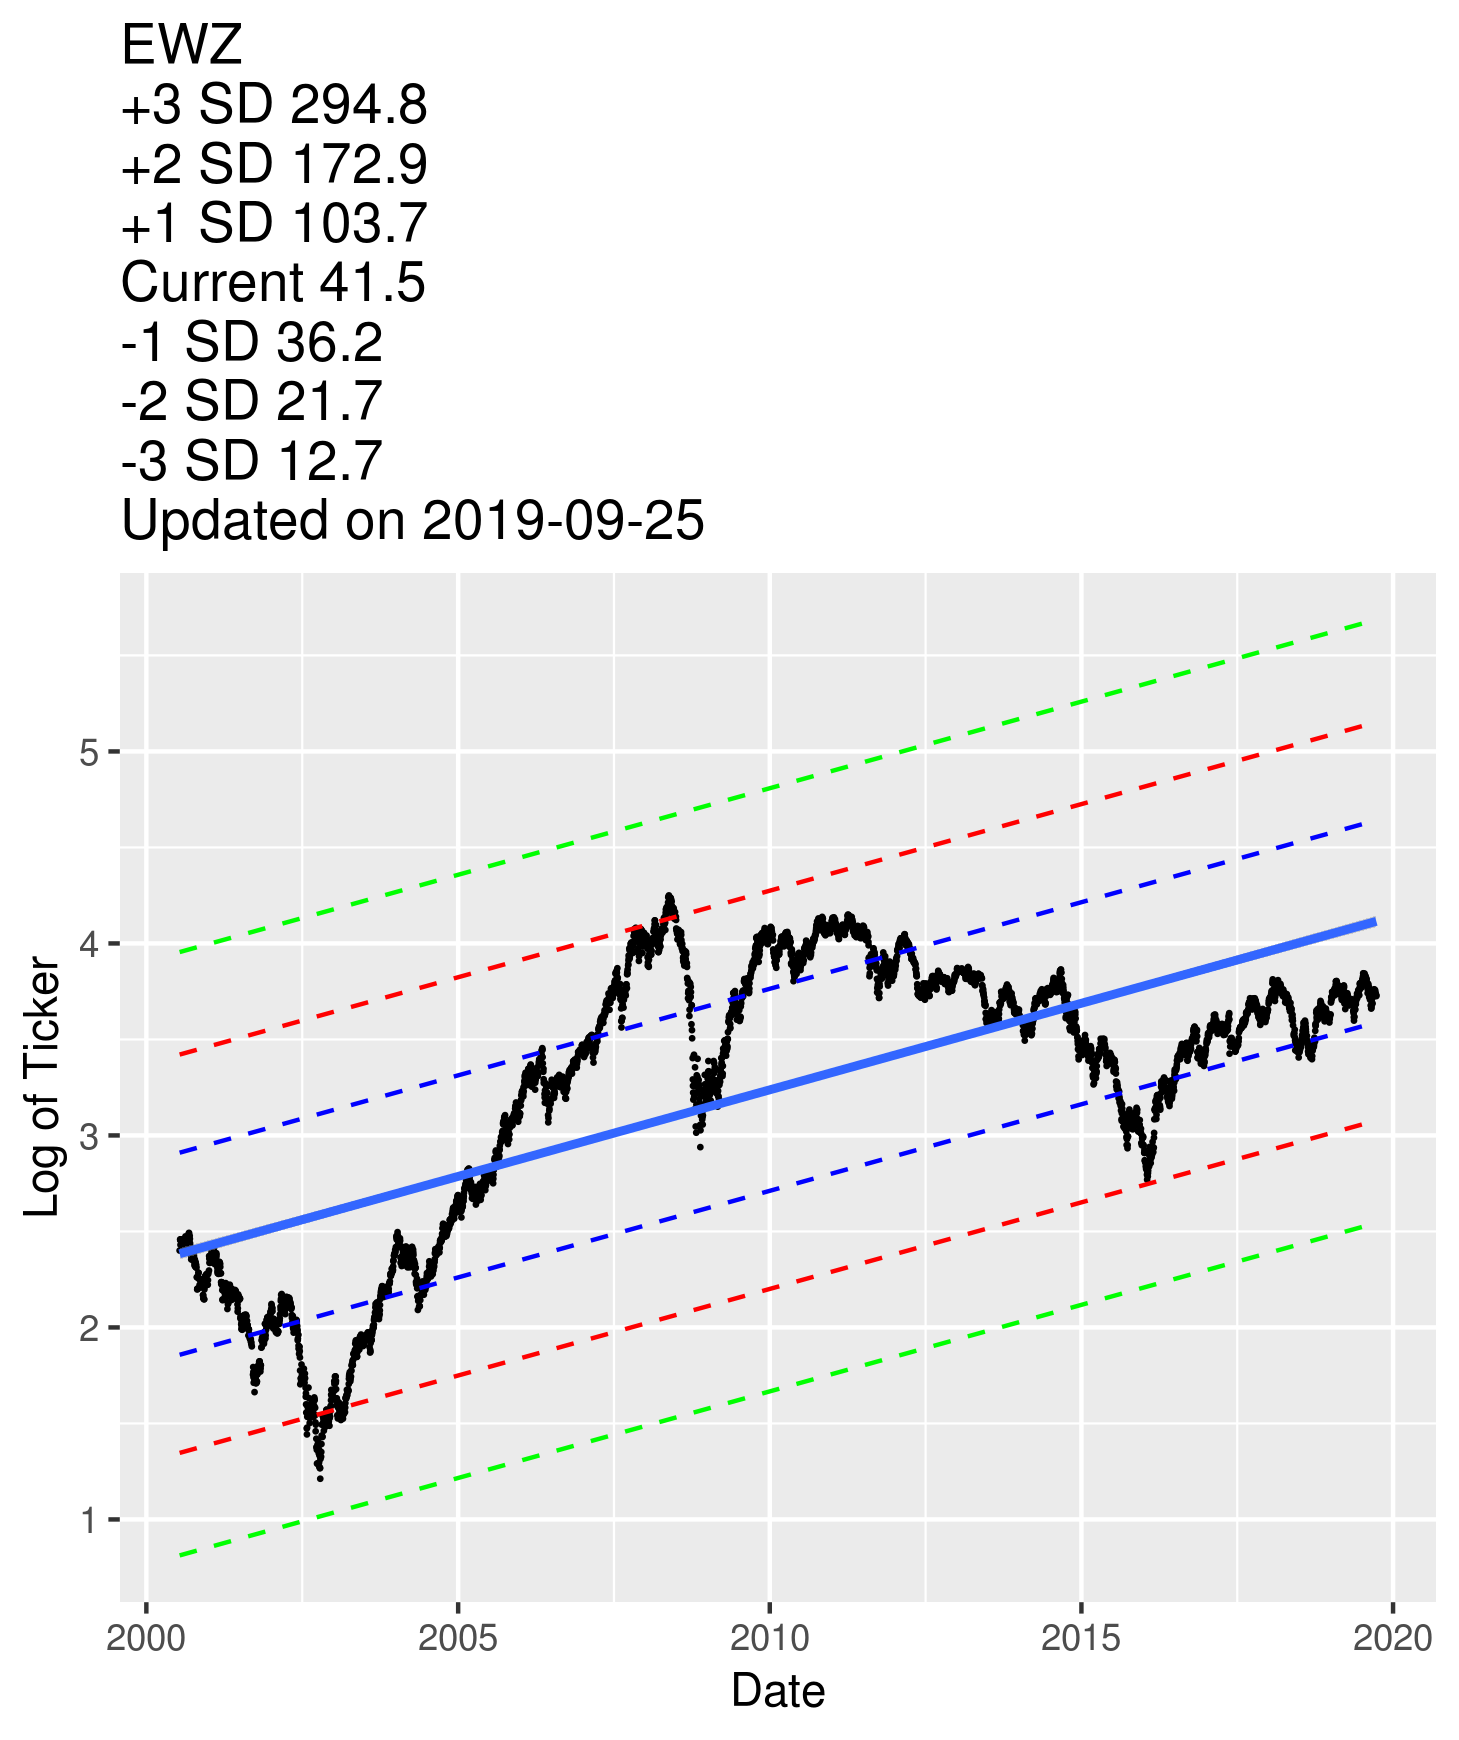 EWZ
+3 SD 294.8
+2 SD 172.9
+1 SD 103.7
Current 41.5
-1 SD 36.2
-2 SD 21.7
-3 SD 12.7
Updated on 2019-09-25
Log of Ticker
5
4
3
2
1
2000 2005 2010 2015 2020
Date